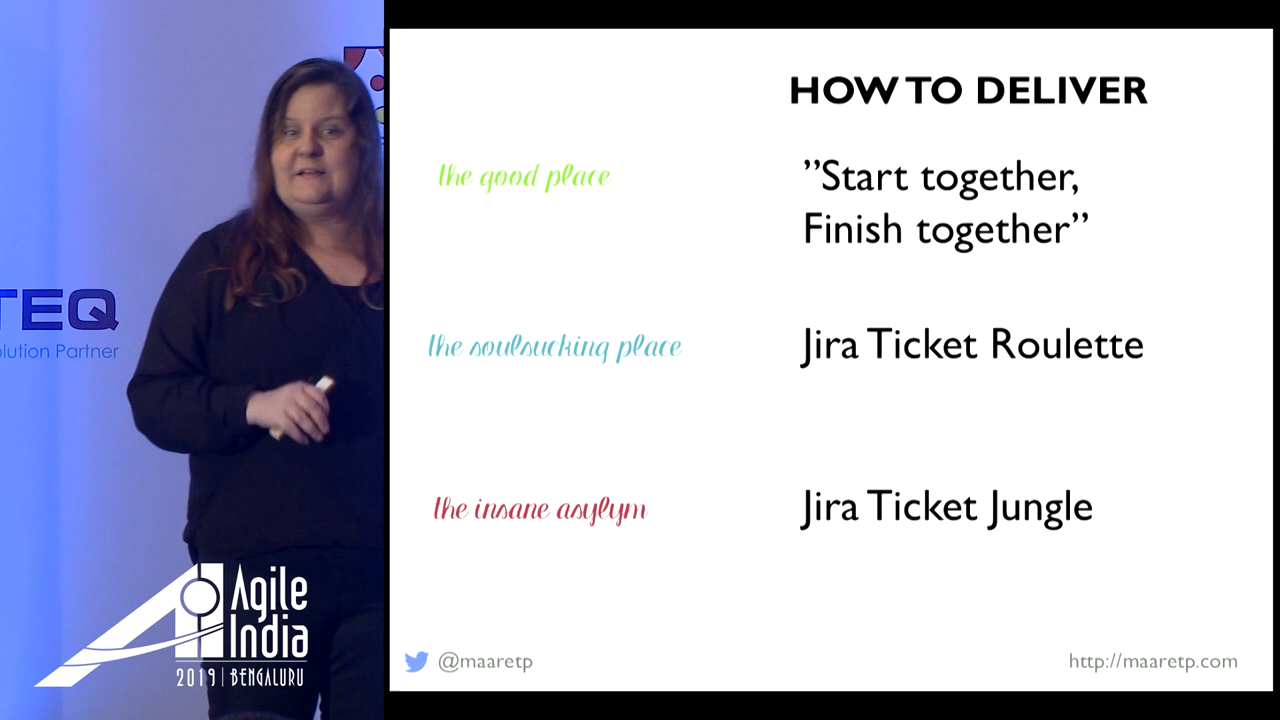 HOW TO DELIVER
the good place
”Start together,
Finish together”
the soulsucking place
Jira Ticket Roulette
the insane asylym
Jira Ticket Jungle
@maaretp
http://maaretp.com
TEQ
olution Partner
Agile
India
2019 | BENGALURU